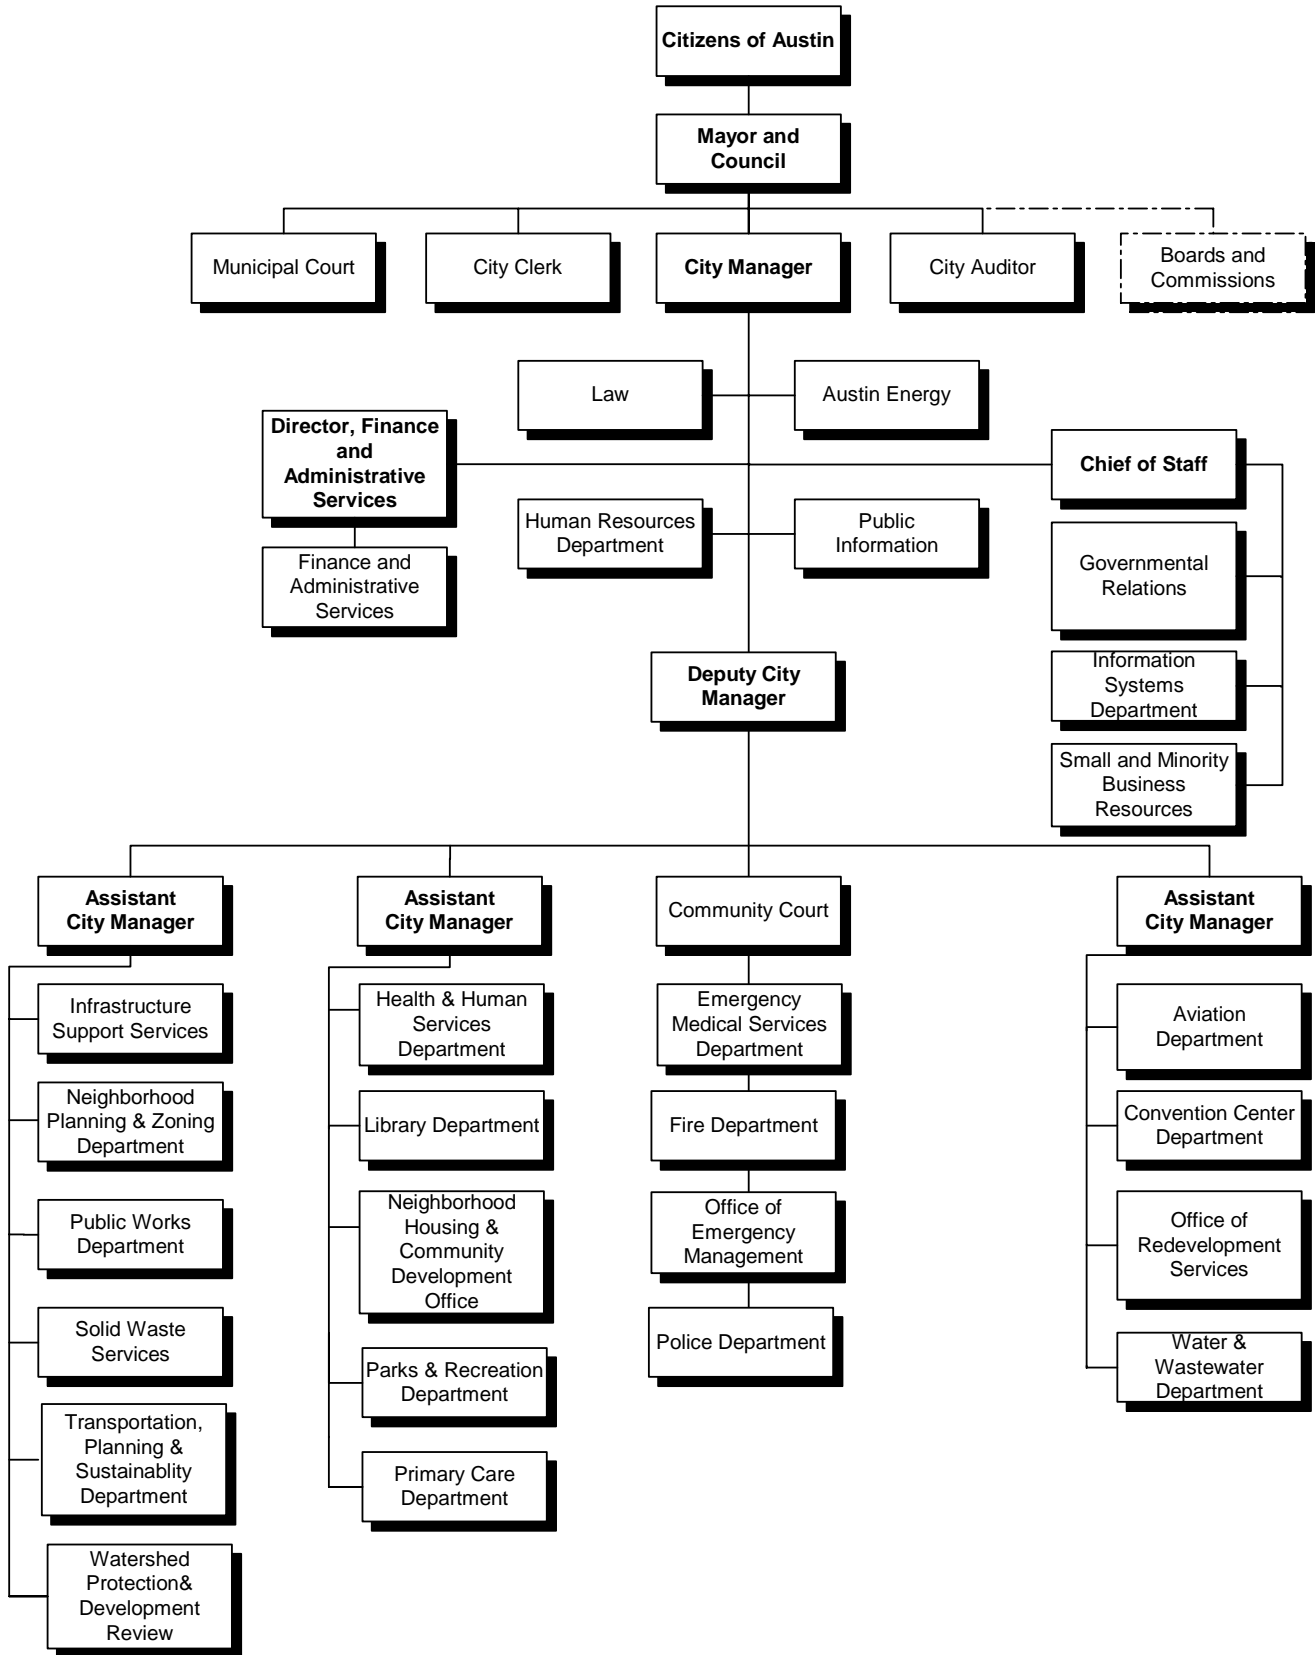 Citizens of Austin
Mayor and
Council
Municipal Court
City Clerk
City Manager
City Auditor
Boards and
Commissions
Law
Austin Energy
Director, Finance
and
Administrative
Services
Chief of Staff
Human Resources
Department
Public
Information
Finance and
Administrative
Services
Governmental
Relations
Information
Systems
Department
Deputy City
Manager
Small and Minority
Business
Resources
Assistant
City Manager
Infrastructure
Support Services
Neighborhood
Planning & Zoning
Department
Public Works
Department
Solid Waste
Services
Transportation,
Planning &
Sustainablity
Department
Watershed
Protection&
Development
Review
Assistant
City Manager
Health & Human
Services
Department
Library Department
Neighborhood
Housing &
Community
Development
Office
Parks & Recreation
Department
Primary Care
Department
Community Court
Emergency
Medical Services
Department
Fire Department
Office of
Emergency
Management
Police Department
Assistant
City Manager
Aviation
Department
Convention Center
Department
Office of
Redevelopment
Services
Water &
Wastewater
Department